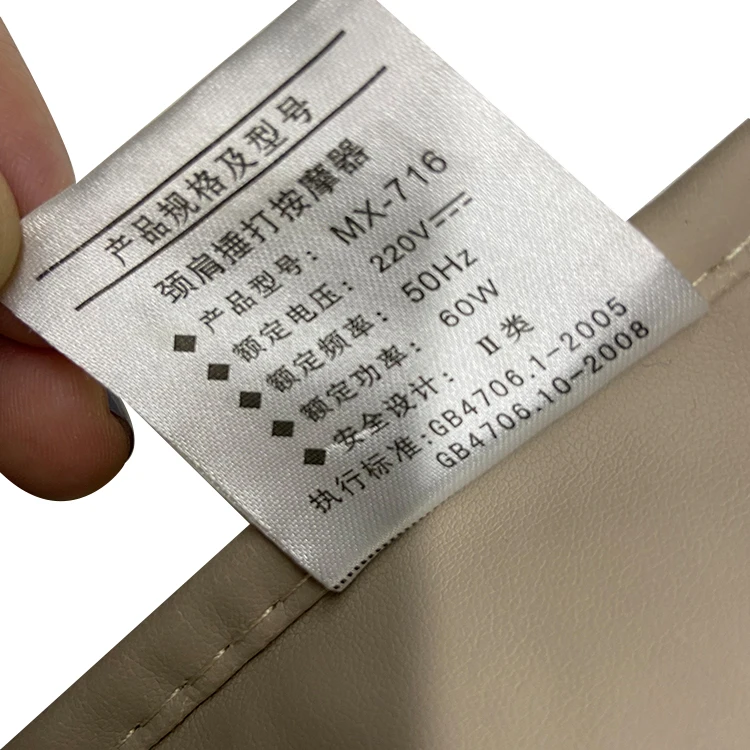 产品规格及型号
颈肩捶打按摩器
◆产品型号：MX-716
◆额定电压：220V⎓
◆额定频率：50Hz
◆额定功率：60W
◆安全设计：Ⅱ类
执行标准:GB4706.1-2005
GB4706.10-2008